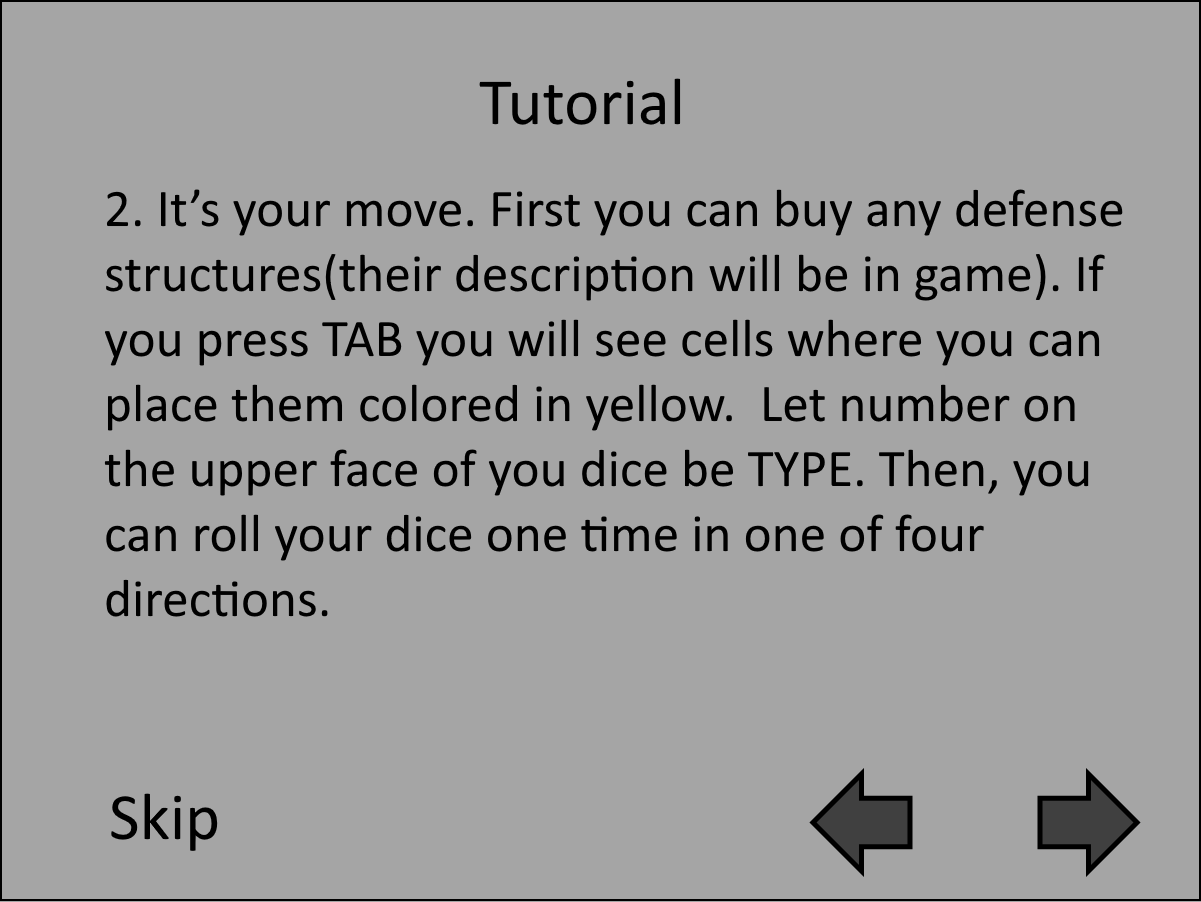 Tutorial
2. It’s your move. First you can buy any defense
structures(their description will be in game). If
you press TAB you will see cells where you can
place them colored in yellow.  Let number on
the upper face of you dice be TYPE. Then, you
can roll your dice one time in one of four
directions.
Skip